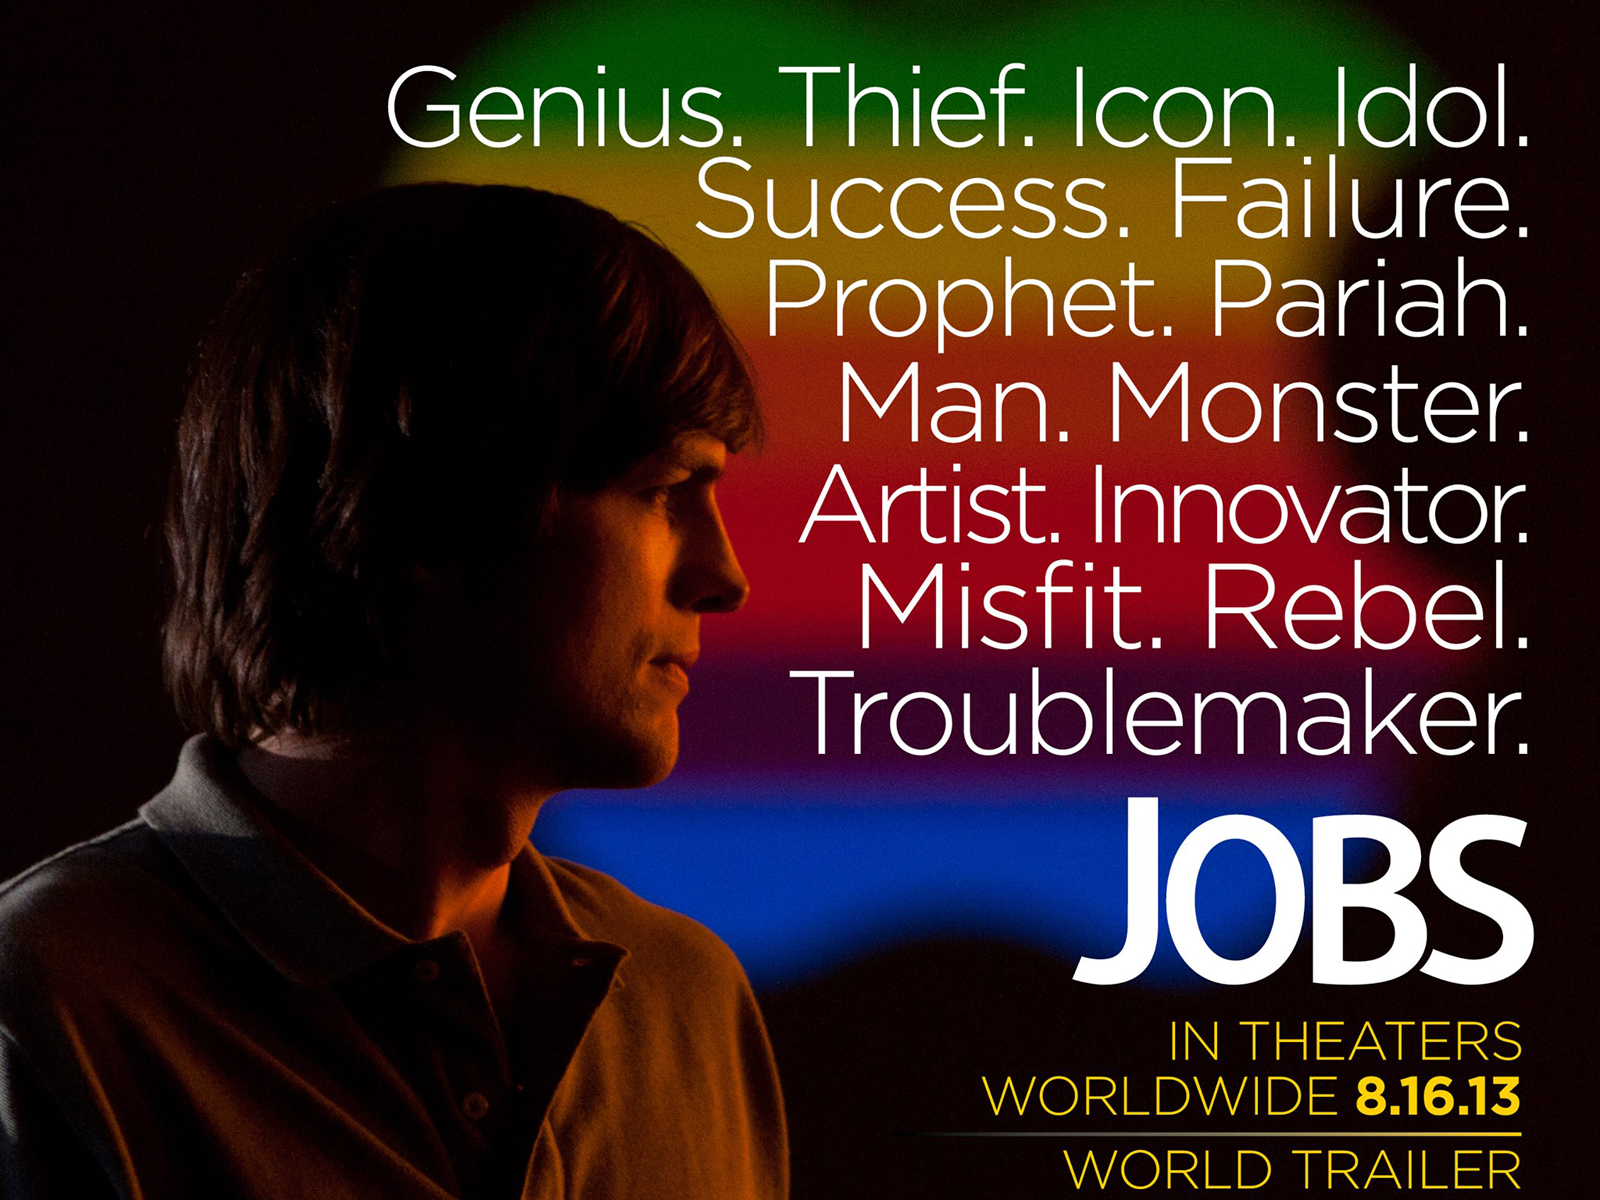 Genius. Thief. Icon. Idol.
Success. Failure.
Prophet. Pariah.
Man. Monster.
Artist. Innovator.
Misfit. Rebel.
Troublemaker.
JOBS
IN THEATERS
WORLDWIDE 8.16.13
WORLD TRAILER